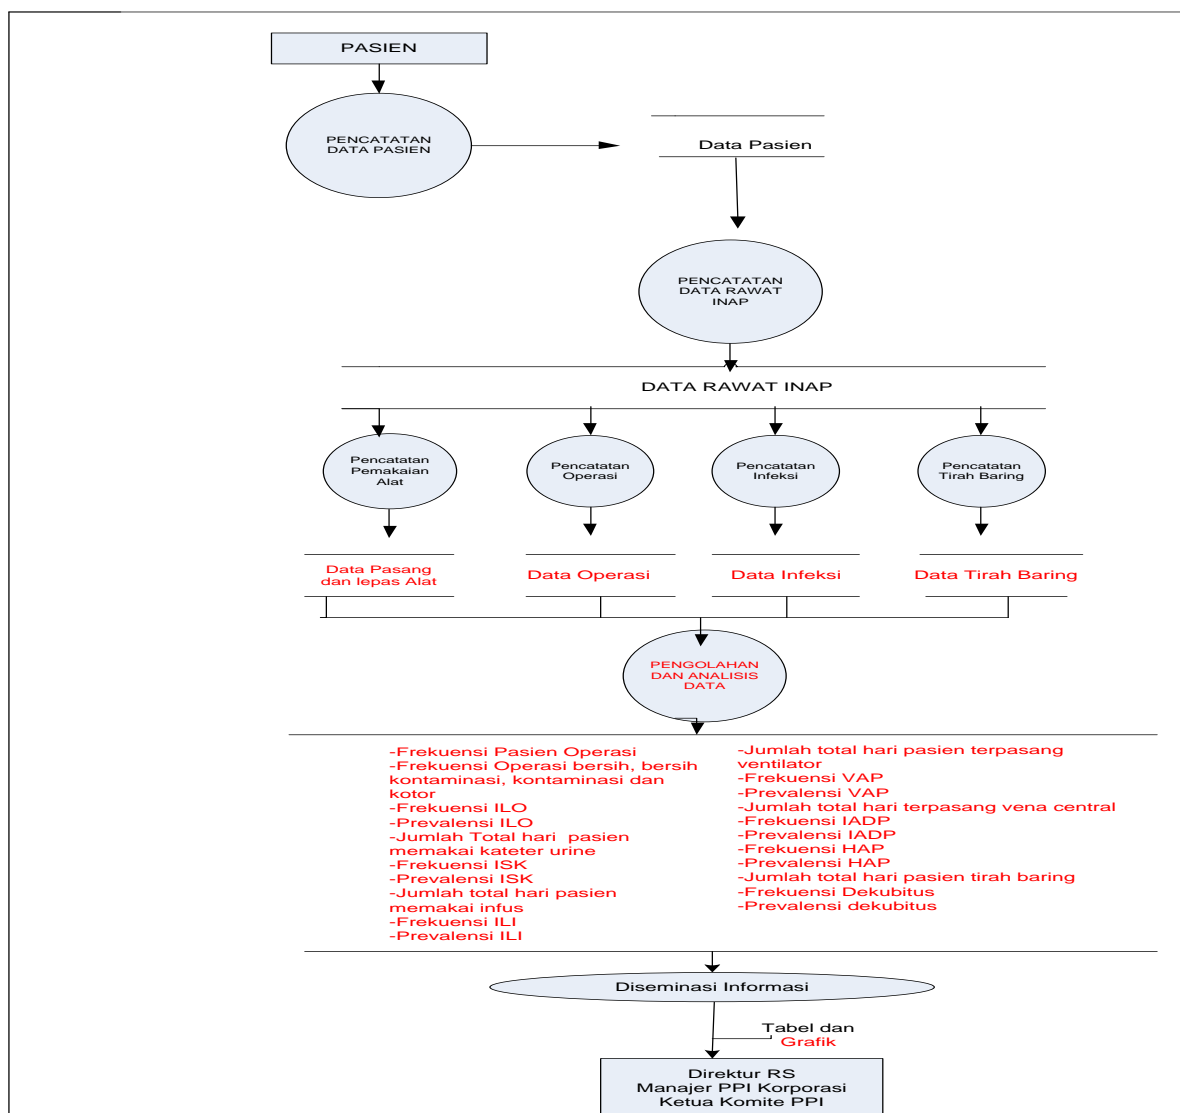 PASIEN
PENCATATAN
DATA PASIEN
Data Pasien
PENCATATAN
DATA RAWAT
INAP
DATA RAWAT INAP
Pencatatan
Pemakaian
Alat
Pencatatan
Operasi
Pencatatan
Infeksi
Pencatatan
Tirah Baring
Data Pasang
dan lepas Alat
Data Operasi
Data Infeksi
Data Tirah Baring
PENGOLAHAN
DAN ANALISIS
DATA
-Frekuensi Pasien Operasi
-Frekuensi Operasi bersih, bersih
kontaminasi, kontaminasi dan
kotor
-Frekuensi ILO
-Prevalensi ILO
-Jumlah Total hari pasien
memakai kateter urine
-Frekuensi ISK
-Prevalensi ISK
-Jumlah total hari pasien
memakai infus
-Frekuensi ILI
-Prevalensi ILI
-Jumlah total hari pasien terpasang
ventilator
-Frekuensi VAP
-Prevalensi VAP
-Jumlah total hari terpasang vena central
-Frekuensi IADP
-Prevalensi IADP
-Frekuensi HAP
-Prevalensi HAP
-Jumlah total hari pasien tirah baring
-Frekuensi Dekubitus
-Prevalensi dekubitus
Diseminasi Informasi
Tabel dan
Grafik
Direktur RS
Manajer PPI Korporasi
Ketua Komite PPI